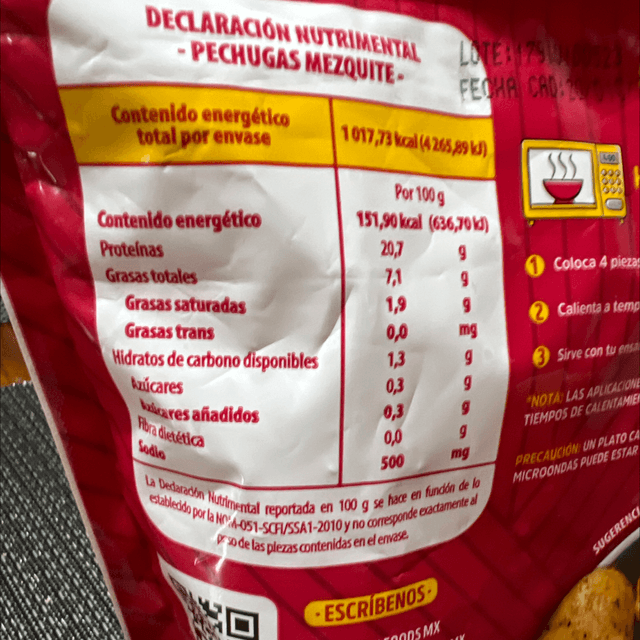 DECLARACIÓN NUTRIMENTAL
- PECHUGAS MEZQUITE -
Contenido energético
total por envase
1 017,73 kcal (4 265,89 kJ)
Por 100 g
Contenido energético 151,90 kcal (636,70 kJ)
Proteínas 20,7 g
Grasas totales 7,1 g
Grasas saturadas 1,9 g
Grasas trans 0,0 mg
Hidratos de carbono disponibles 1,3 g
Azúcares 0,3 g
Azúcares añadidos 0,3 g
Fibra dietética 0,0 g
Sodio 500 mg
La Declaración Nutrimental reportada en 100 g se hace en función de lo
establecido por la NOM-051-SCFI/SSA1-2010 y no corresponde exactamente al
peso de las piezas contenidas en el envase.
LOTE:
FECHA CAD:
1 Coloca 4 piezas
2 Calienta a temp
3 Sirve con tu
*NOTA: LAS APLICACIONE
TIEMPOS DE CALENTAMIEN
PRECAUCIÓN: UN PLATO CA
MICROONDAS PUEDE ESTAR
SUGERENCI
• ESCRÍBENOS •
FOODS MX